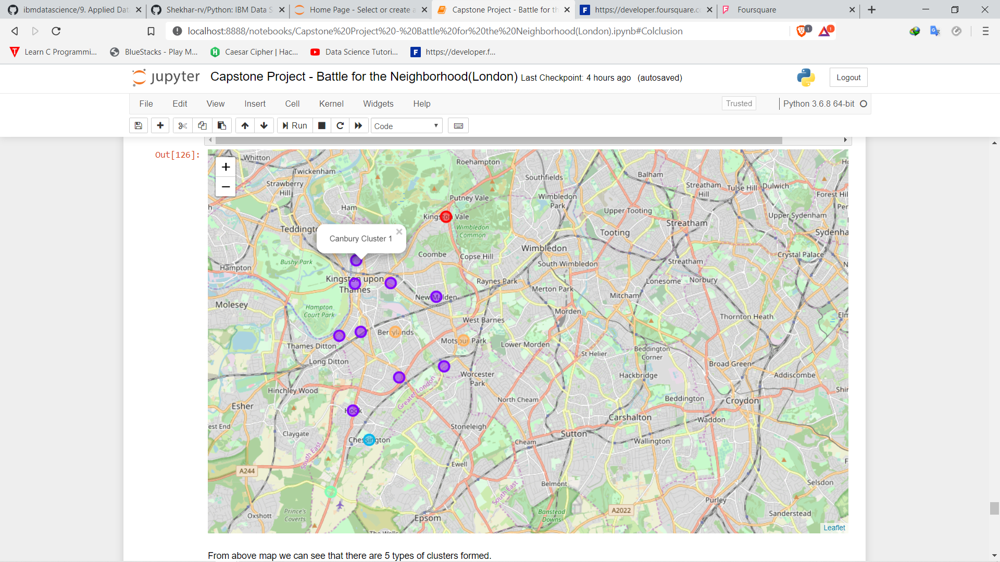 ibmdatascience/9. Applied Dat
Shekhar-rv/Python: IBM Data S
Home Page - Select or create a
Capstone Project - Battle for th
https://developer.foursquare.co
Foursquare
localhost:8888/notebooks/Capstone%20Project%20-%20Battle%20for%20the%20Neighborhood(London).ipynb#Colclusion
1
1
Learn C Programmi...
BlueStacks - Play M...
Caesar Cipher | Hac...
Data Science Tutori...
https://developer.f...
jupyter
Capstone Project - Battle for the Neighborhood(London)
Last Checkpoint: 4 hours ago (autosaved)
Logout
File Edit View Insert Cell Kernel Widgets Help
Trusted
Python 3.6.8 64-bit
Run
Code
Out[126]:
+
−
Whitton
Roehampton
Twickenham
Southfields
Balham
Strawberry
Hill
Streatham
Hill
Tulse Hill
Dulwich
Putney Vale
Wimbledon
Park
Forest Hil
Ham
Upper Tooting
Kingston Vale
Upper Sydenham
Wimbledon
Common
Streatham
Teddingto
Tooting
Sydenha
Canbury Cluster 1
×
Wimbledon
Coombe
Copse Hill
Crystal Palace
Bushy Park
Hampton
South Wimbledon
Streatham
Kingston upon
Thames
Raynes Park
Lonesome
Norbury
Merton Park
New Malden
Mitcham
Molesey
Hampton
Court Park
Morden
Thornton Heath
Elm
West Barnes
Berrylands
Motspur Park
Thames Ditton
Lower Morden
St Helier
Beddington
Corner
Long Ditton
Broad Green
Worcester
Park
Hackbridge
Addiscombe
Greater London
Hinchley Wood
Shir
Esher
North Cheam
Beddington
Croydon
Hook
Carshalton
Waddon
est End
Stoneleigh
Claygate
Sutton
Chessington
Cheam
Wallington
South East
Ewell
A244
Belmont
Selsdon
South East
Purley
Prince's
Coverts
A2022
Oxshott
Banstead
Downs
Sanderstead
Epsom
The Wells
Leaflet
From above map we can see that there are 5 types of clusters formed.